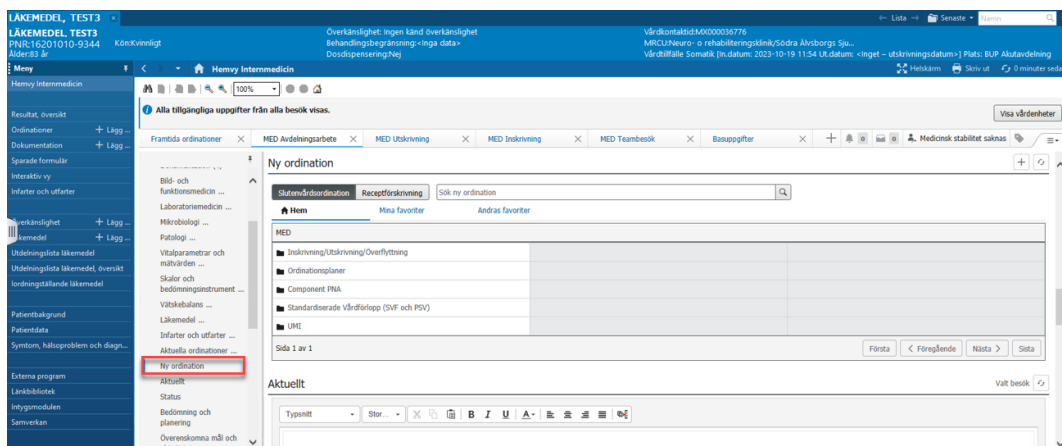 LÄKEMEDEL, TEST3
Lista
Senaste
Namn
LÄKEMEDEL, TEST3
PNR:16201010-9344
Kön:Kvinnligt
Ålder:83 år
Överkänslighet: Ingen känd överkänslighet
Behandlingsbegränsning:<Inga data>
Dosdispensering:Nej
Vårdkontaktid:MX000036776
MRCU:Neuro- o rehabiliteringsklinik/Södra Älvsborgs Sju...
Vårdtillfälle Somatik [In.datum: 2023-10-19 11:54 Ut.datum: <Inget – utskrivningsdatum>] Plats: BUP Akutavdelning
Meny
Hemvy Internmedicin
Helskärm
Skriv ut
0 minuter seda
Hemvy Internmedicin
Resultat, översikt
Ordinationer
+ Lägg ...
Dokumentation
+ Lägg ...
Sparade formulär
Interaktiv vy
Infarter och utfarter
verkänslighet
+ Lägg ...
kemedel
+ Lägg ...
Utdelningslista läkemedel
Utdelningslista läkemedel, översikt
Iordningställande läkemedel
Patientbakgrund
Patientdata
Symtom, hälsoproblem och diagn...
Externa program
Länkbibliotek
Intygsmodulen
Samverkan
100%
Alla tillgängliga uppgifter från alla besök visas.
Visa vårdenheter
Framtida ordinationer
MED Avdelningsarbete
MED Utskrivning
MED Inskrivning
MED Teambesök
Basuppgifter
0
0
Medicinsk stabilitet saknas
Bild- och
funktionsmedicin ...
Laboratoriemedicin ...
Mikrobiologi ...
Patologi ...
Vitalparametrar och
mätvärden ...
Skalor och
bedömningsinstrument ...
Vätskebalans ...
Läkemedel ...
Infarter och utfarter ...
Aktuella ordinationer ...
Ny ordination
Aktuellt
Status
Bedömning och
planering
Överenskomna mål och
Ny ordination
Slutenvårdsordination
Receptförskrivning
Sök ny ordination
Hem
Mina favoriter
Andras favoriter
MED
Inskrivning/Utskrivning/Överflyttning
Ordinationsplaner
Component PNA
Standardiserade Vårdförlopp (SVF och PSV)
UMI
Sida 1 av 1
Första
Föregående
Nästa
Sista
Aktuellt
Valt besök
Typsnitt
Stor...
B I U A